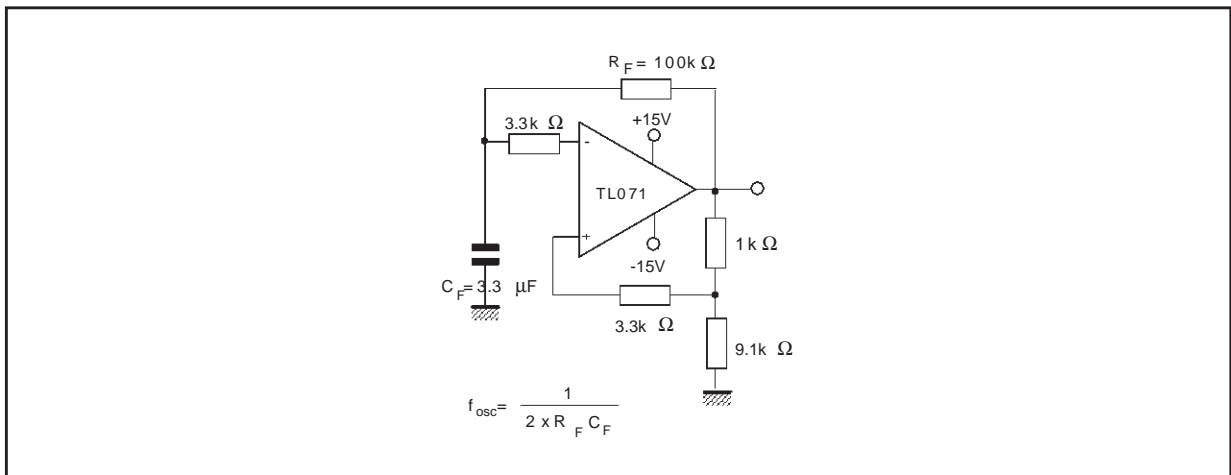 R F = 100k Ω
3.3k Ω
+15V
-
TL071
+
-15V
1k Ω
C F = 3.3 μF
3.3k Ω
9.1k Ω
f osc= 1
2 x R F C F